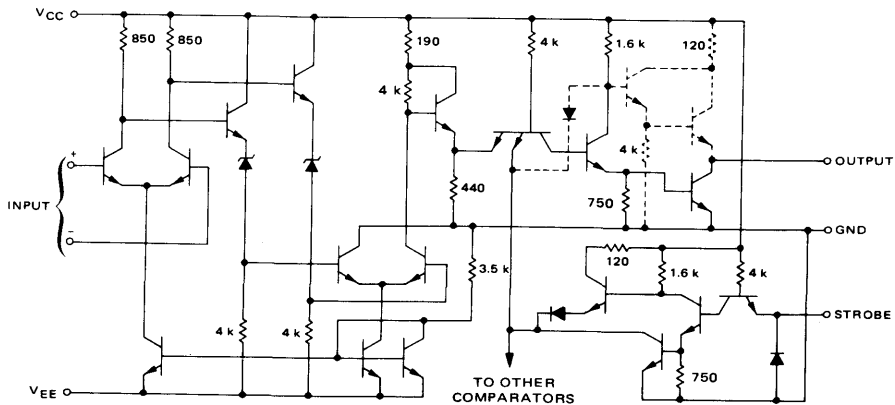 VCC
850
850
190
4 k
1.6 k
120
4 k
4 k
+
INPUT
−
440
750
OUTPUT
GND
3.5 k
120
1.6 k
4 k
STROBE
4 k
4 k
750
VEE
TO OTHER
COMPARATORS